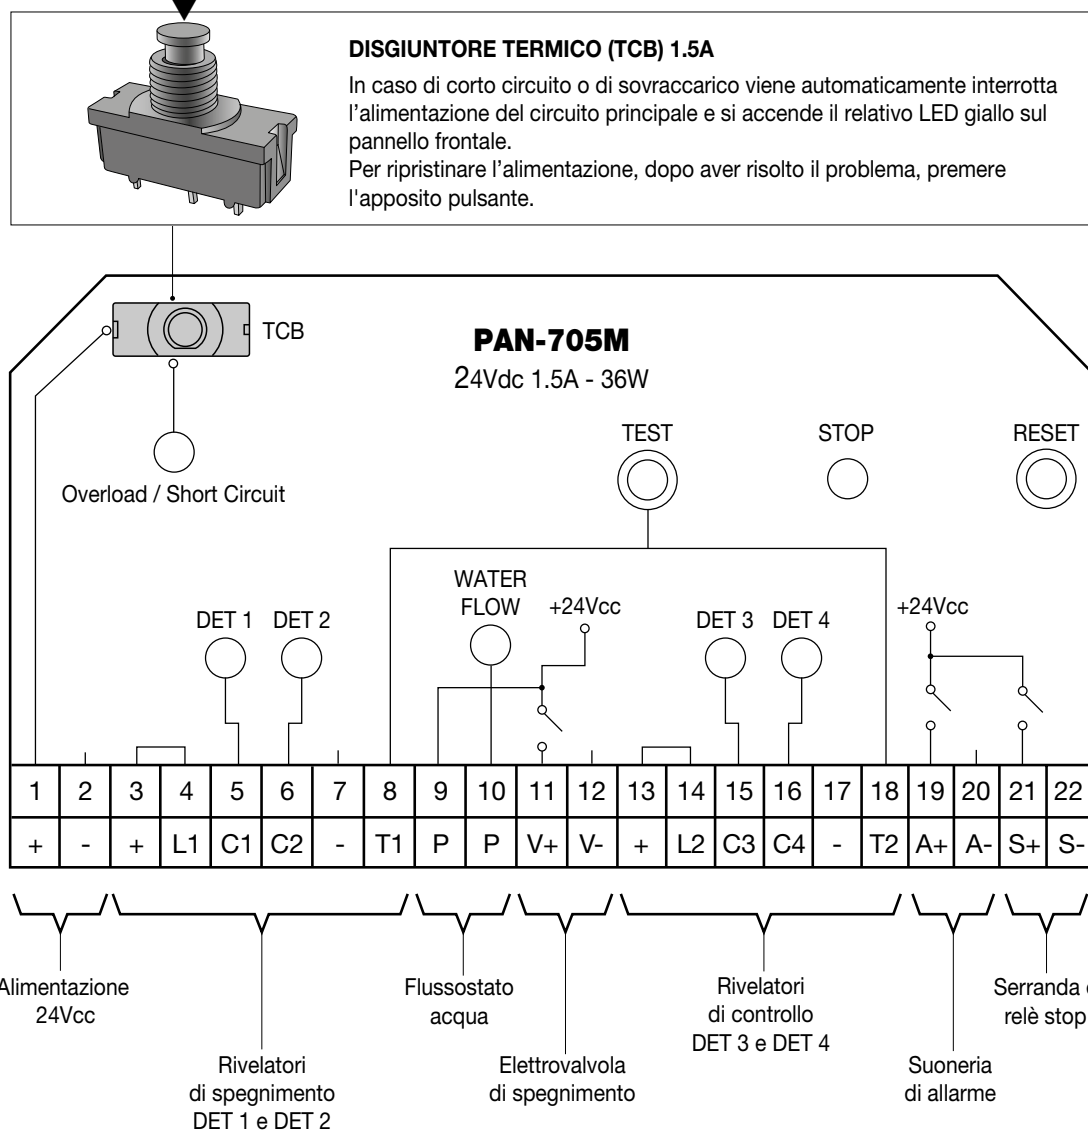 DISGIUNTORE TERMICO (TCB) 1.5A
In caso di corto circuito o di sovraccarico viene automaticamente interrotta
l’alimentazione del circuito principale e si accende il relativo LED giallo sul
pannello frontale.
Per ripristinare l’alimentazione, dopo aver risolto il problema, premere
l'apposito pulsante.
TCB
PAN-705M
24Vdc 1.5A - 36W
Overload / Short Circuit
TEST
STOP
RESET
DET 1
DET 2
WATER
FLOW
+24Vcc
DET 3
DET 4
+24Vcc
1 2 3 4 5 6 7 8 9 10 11 12 13 14 15 16 17 18 19 20 21 22
+ - + L1 C1 C2 - T1 P P V+ V- + L2 C3 C4 - T2 A+ A- S+ S-
Alimentazione
24Vcc
Rivelatori
di spegnimento
DET 1 e DET 2
Flussostato
acqua
Elettrovalvola
di spegnimento
Rivelatori
di controllo
DET 3 e DET 4
Suoneria
di allarme
Serranda
relè stop